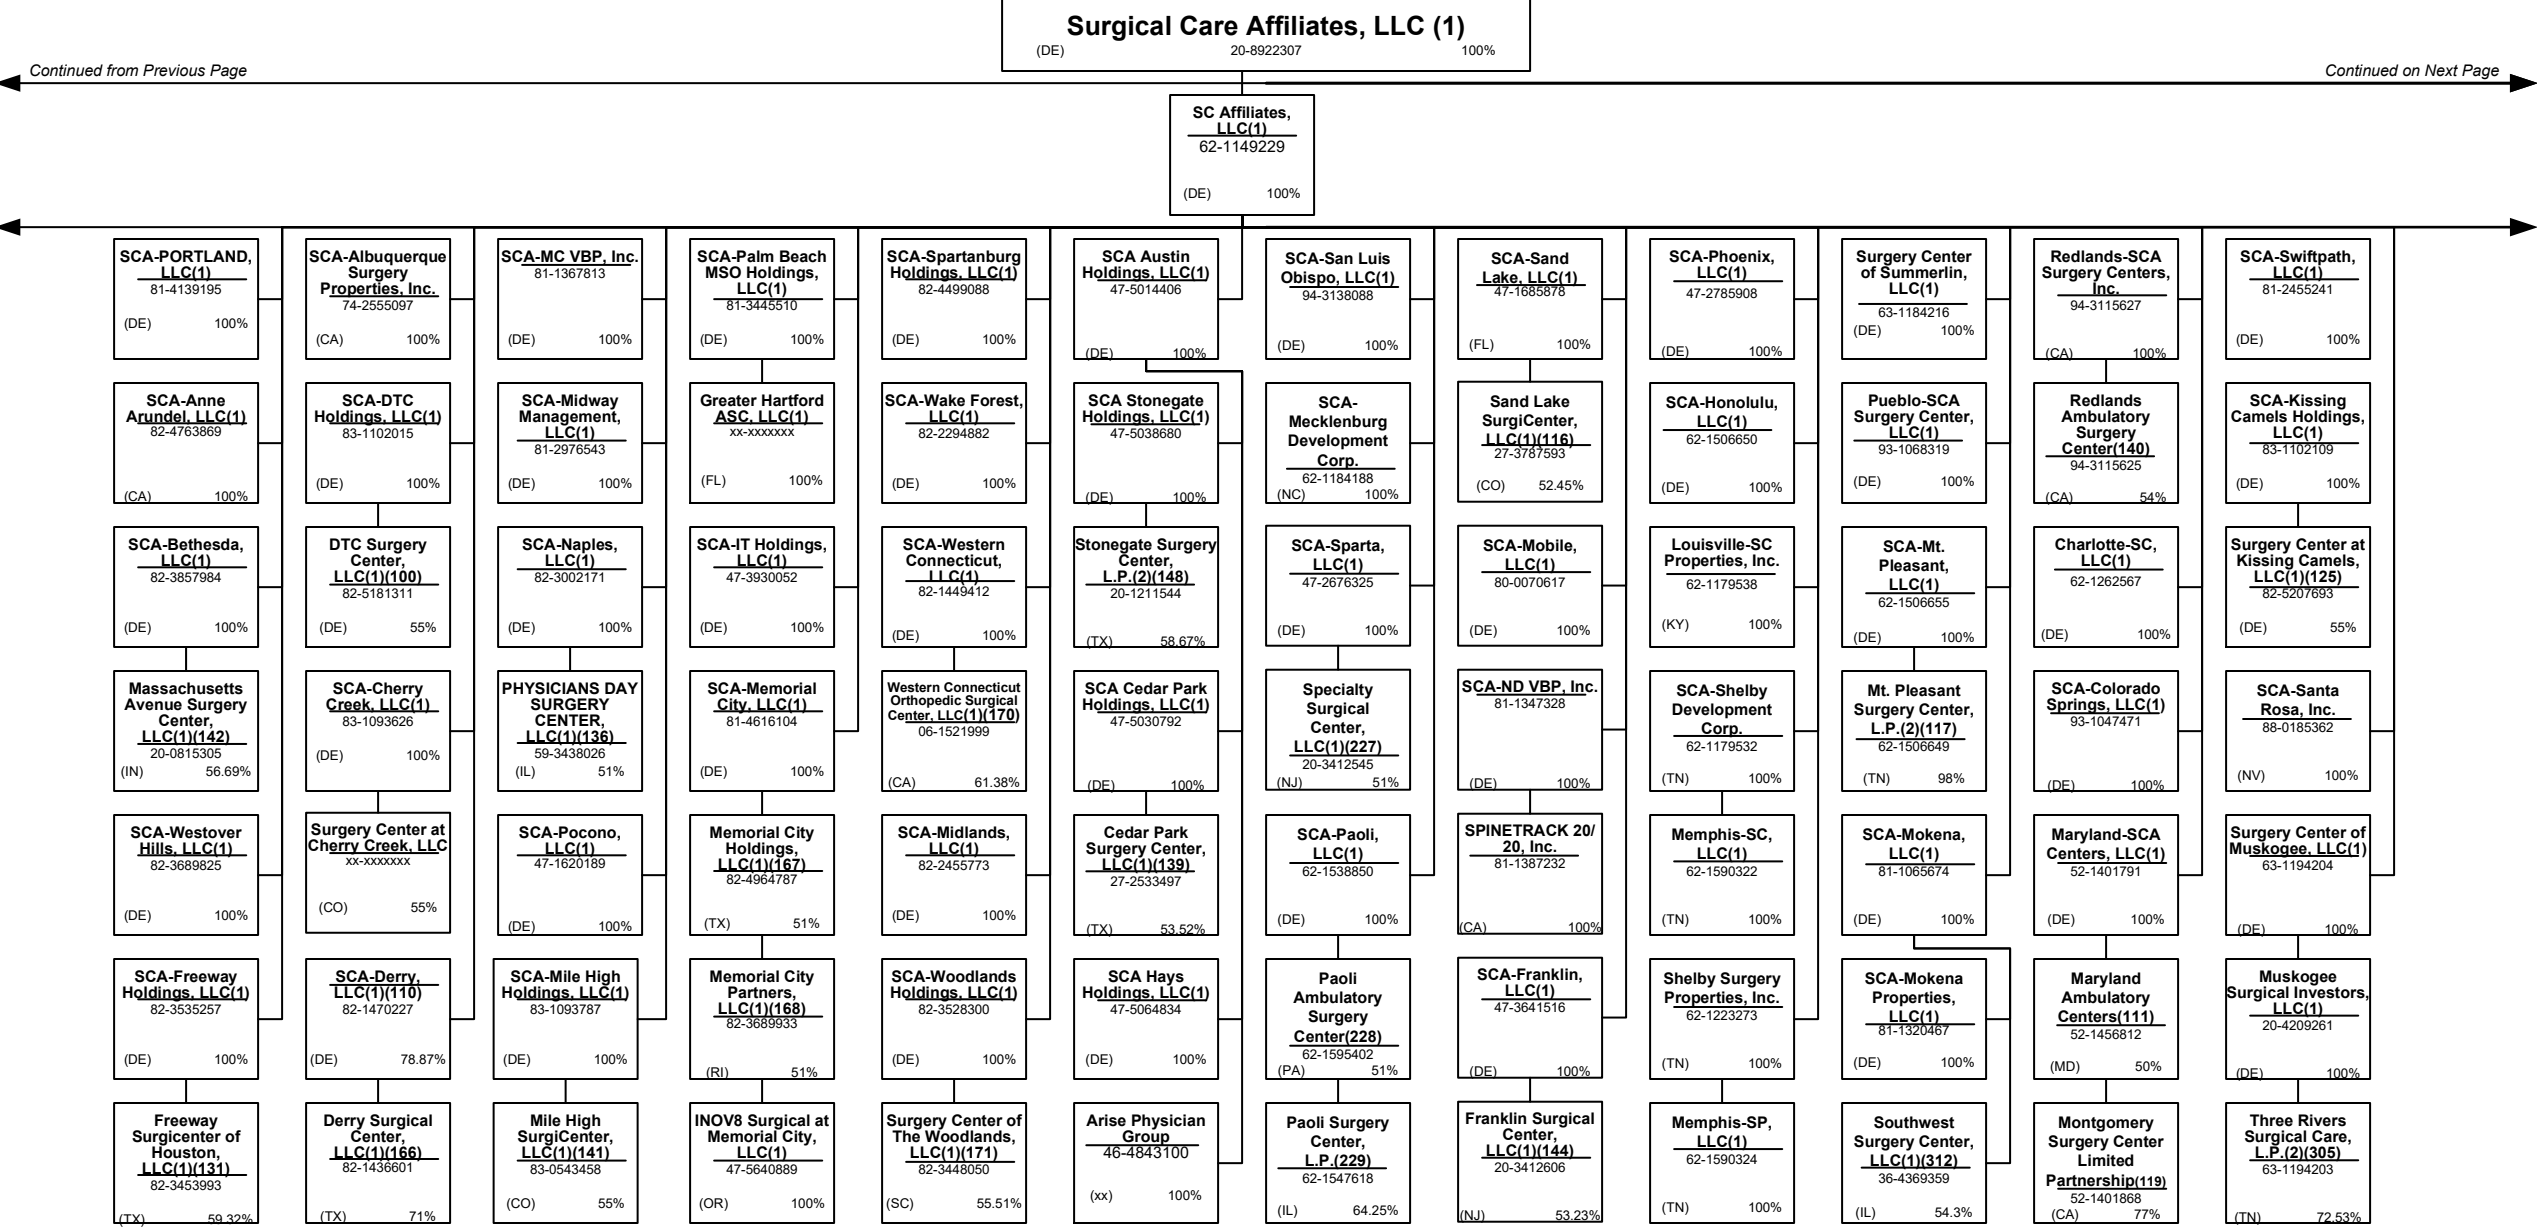 Surgical Care Affiliates, LLC (1)
(DE) 20-8922307 100%
Continued from Previous Page
Continued on Next Page
SC Affiliates,
LLC(1)
62-1149229
(DE) 100%
SCA-PORTLAND,
LLC(1)
81-4139195
(DE) 100%
SCA-Albuquerque
Surgery
Properties, Inc.
74-2555097
(CA) 100%
SCA-MC VBP, Inc.
81-1367813
(DE) 100%
SCA-Palm Beach
MSO Holdings,
LLC(1)
81-3445510
(DE) 100%
SCA-Spartanburg
Holdings, LLC(1)
82-4499088
(DE) 100%
SCA Austin
Holdings, LLC(1)
47-5014406
(DE) 100%
SCA-San Luis
Obispo, LLC(1)
94-3138088
(DE) 100%
SCA-Sand
Lake, LLC(1)
47-1685878
(FL) 100%
SCA-Phoenix,
LLC(1)
47-2785908
(DE) 100%
Surgery Center
of Summerlin,
LLC(1)
63-1184216
(DE) 100%
Redlands-SCA
Surgery Centers,
Inc.
94-3115627
(CA) 100%
SCA-Swiftpath,
LLC(1)
81-2455241
(DE) 100%
SCA-Anne
Arundel, LLC(1)
82-4763869
(CA) 100%
SCA-DTC
Holdings, LLC(1)
83-1102015
(DE) 100%
SCA-Midway
Management,
LLC(1)
81-2976543
(DE) 100%
Greater Hartford
ASC, LLC(1)
xx-xxxxxxx
(FL) 100%
SCA-Wake Forest,
LLC(1)
82-2294882
(DE) 100%
SCA Stonegate
Holdings, LLC(1)
47-5038680
(DE) 100%
SCA-
Mecklenburg
Development
Corp.
62-1184188
(NC) 100%
Sand Lake
SurgiCenter,
LLC(1)(116)
27-3787593
(CO) 52.45%
SCA-Honolulu,
LLC(1)
62-1506650
(DE) 100%
Pueblo-SCA
Surgery Center,
LLC(1)
93-1068319
(DE) 100%
Redlands
Ambulatory
Surgery
Center(140)
94-3115625
(CA) 54%
SCA-Kissing
Camels Holdings,
LLC(1)
83-1102109
(DE) 100%
SCA-Bethesda,
LLC(1)
82-3857984
(DE) 100%
DTC Surgery
Center,
LLC(1)(100)
82-5181311
(DE) 55%
SCA-Naples,
LLC(1)
82-3002171
(DE) 100%
SCA-IT Holdings,
LLC(1)
47-3930052
(DE) 100%
SCA-Western
Connecticut,
LLC(1)
82-1449412
(DE) 100%
Stonegate Surgery
Center,
L.P.(2)(148)
20-1211544
(TX) 58.67%
SCA-Sparta,
LLC(1)
47-2676325
(DE) 100%
SCA-Mobile,
LLC(1)
80-0070617
(DE) 100%
Louisville-SC
Properties, Inc.
62-1179538
(KY) 100%
SCA-Mt.
Pleasant,
LLC(1)
62-1506655
(DE) 100%
Charlotte-SC,
LLC(1)
62-1262567
(DE) 100%
Surgery Center at
Kissing Camels,
LLC(1)(125)
82-5207693
(DE) 55%
Massachusetts
Avenue Surgery
Center,
LLC(1)(142)
20-0815305
(IN) 56.69%
SCA-Cherry
Creek, LLC(1)
83-1093626
(DE) 100%
PHYSICIANS DAY
SURGERY
CENTER,
LLC(1)(136)
59-3438026
(IL) 51%
SCA-Memorial
City, LLC(1)
81-4616104
(DE) 100%
Western Connecticut
Orthopedic Surgical
Center, LLC(1)(170)
06-1521999
(CA) 61.38%
SCA Cedar Park
Holdings, LLC(1)
47-5030792
(DE) 100%
Specialty
Surgical
Center,
LLC(1)(227)
20-3412545
(NJ) 51%
SCA-ND VBP, Inc.
81-1347328
(DE) 100%
SCA-Shelby
Development
Corp.
62-1179532
(TN) 100%
Mt. Pleasant
Surgery Center,
L.P.(2)(117)
62-1506649
(TN) 98%
SCA-Colorado
Springs, LLC(1)
93-1047471
(DE) 100%
SCA-Santa
Rosa, Inc.
88-0185362
(NV) 100%
SCA-Westover
Hills, LLC(1)
82-3689825
(DE) 100%
Surgery Center at
Cherry Creek, LLC
xx-xxxxxxx
(CO) 55%
SCA-Pocono,
LLC(1)
47-1620189
(DE) 100%
Memorial City
Holdings,
LLC(1)(167)
82-4964787
(TX) 51%
SCA-Midlands,
LLC(1)
82-2455773
(DE) 100%
Cedar Park
Surgery Center,
LLC(1)(139)
27-2533497
(TX) 53.52%
SCA-Paoli,
LLC(1)
62-1538850
(DE) 100%
SPINETRACK 20/
20, Inc.
81-1387232
(CA) 100%
Memphis-SC,
LLC(1)
62-1590322
(TN) 100%
SCA-Mokena,
LLC(1)
81-1065674
(DE) 100%
Maryland-SCA
Centers, LLC(1)
52-1401791
(DE) 100%
Surgery Center of
Muskogee, LLC(1)
63-1194204
(DE) 100%
SCA-Freeway
Holdings, LLC(1)
82-3535257
(DE) 100%
SCA-Derry,
LLC(1)(110)
82-1470227
(DE) 78.87%
SCA-Mile High
Holdings, LLC(1)
83-1093787
(DE) 100%
Memorial City
Partners,
LLC(1)(168)
82-3689933
(RI) 51%
SCA-Woodlands
Holdings, LLC(1)
82-3528300
(DE) 100%
SCA Hays
Holdings, LLC(1)
47-5064834
(DE) 100%
Paoli
Ambulatory
Surgery
Center(228)
62-1595402
(PA) 51%
SCA-Franklin,
LLC(1)
47-3641516
(DE) 100%
Shelby Surgery
Properties, Inc.
62-1223273
(TN) 100%
SCA-Mokena
Properties,
LLC(1)
81-1320467
(DE) 100%
Maryland
Ambulatory
Centers(111)
52-1456812
(MD) 50%
Muskogee
Surgical Investors,
LLC(1)
20-4209261
(DE) 100%
Freeway
Surgicenter of
Houston,
LLC(1)(131)
82-3453993
(TX) 59.32%
Derry Surgical
Center,
LLC(1)(166)
82-1436601
(TX) 71%
Mile High
SurgiCenter,
LLC(1)(141)
83-0543458
(CO) 55%
INOV8 Surgical at
Memorial City,
LLC(1)
47-5640889
(OR) 100%
Surgery Center of
The Woodlands,
LLC(1)(171)
82-3448050
(SC) 55.51%
Arise Physician
Group
46-4843100
(xx) 100%
Paoli Surgery
Center,
L.P.(229)
62-1547618
(IL) 64.25%
Franklin Surgical
Center,
LLC(1)(144)
20-3412606
(NJ) 53.23%
Memphis-SP,
LLC(1)
62-1590324
(TN) 100%
Southwest
Surgery Center,
LLC(1)(312)
36-4369359
(IL) 54.3%
Montgomery
Surgery Center
Limited
Partnership(119)
52-1401868
(CA) 77%
Three Rivers
Surgical Care,
L.P.(2)(305)
63-1194203
(TN) 72.53%